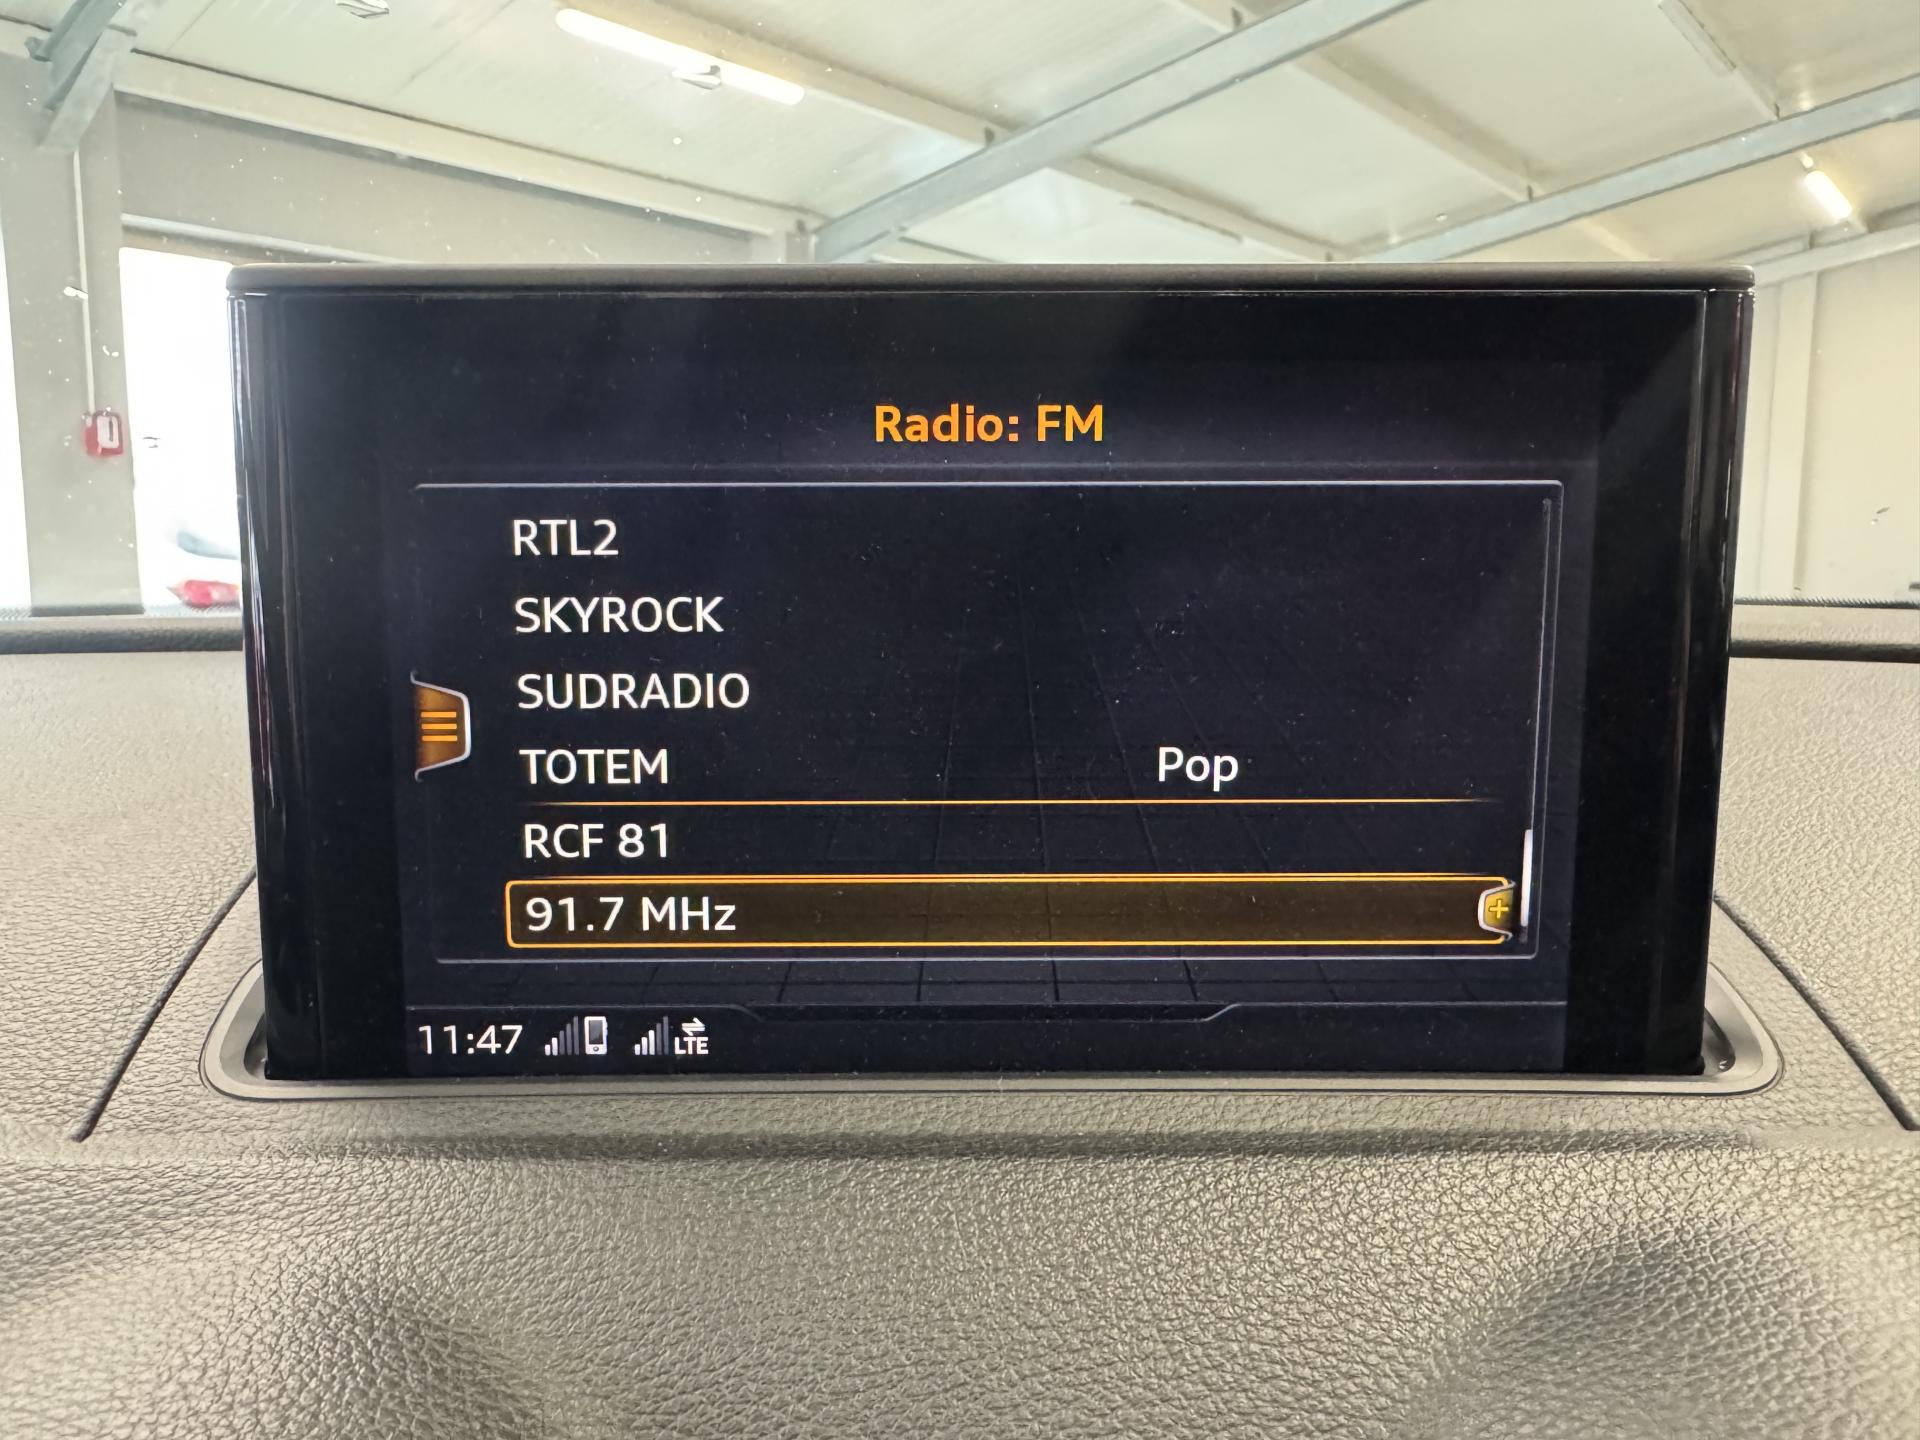 Radio: FM
RTL2
SKYROCK
SUDRADIO
TOTEM Pop
RCF 81
91.7 MHz
11:47 LTE